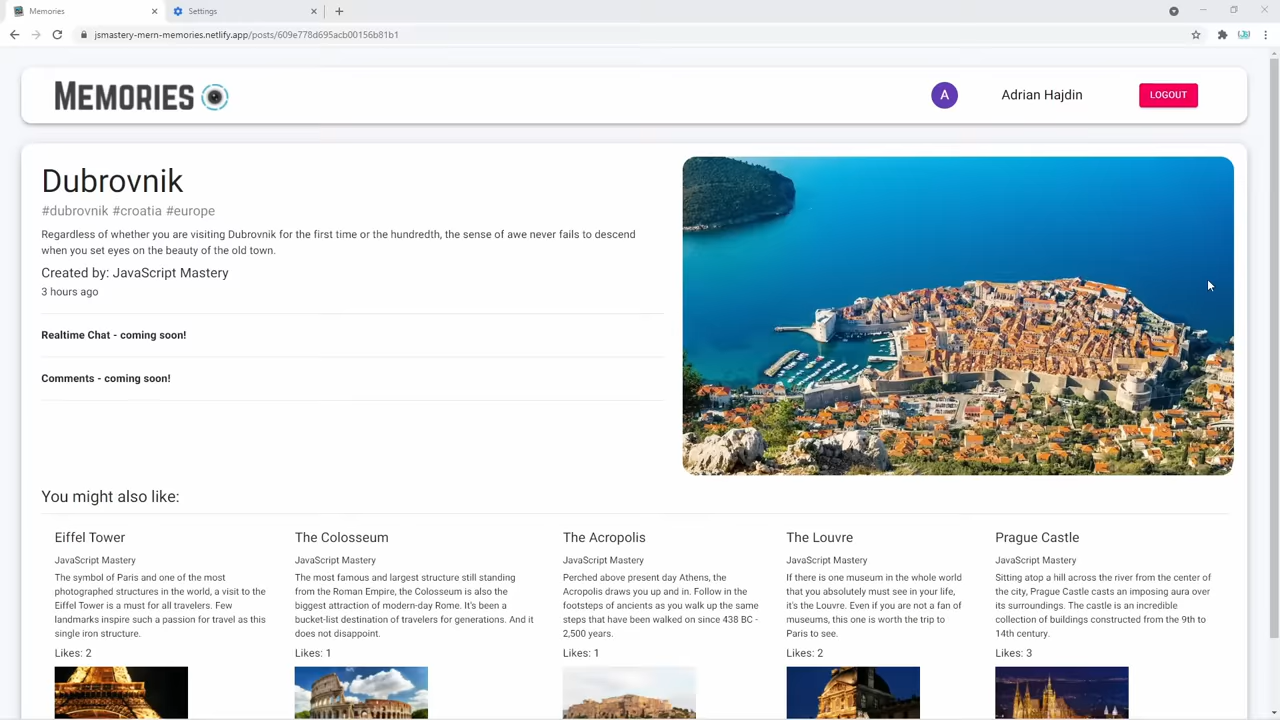 Memories
Settings
jsmastery-mern-memories.netlify.app/posts/609e778d695acb00156b81b1
MEMORIES
A
Adrian Hajdin
LOGOUT
Dubrovnik
#dubrovnik #croatia #europe
Regardless of whether you are visiting Dubrovnik for the first time or the hundredth, the sense of awe never fails to descend
when you set eyes on the beauty of the old town.
Created by: JavaScript Mastery
3 hours ago
Realtime Chat - coming soon!
Comments - coming soon!
You might also like:
Eiffel Tower
JavaScript Mastery
The symbol of Paris and one of the most
photographed structures in the world, a visit to the
Eiffel Tower is a must for all travelers. Few
landmarks inspire such a passion for travel as this
single iron structure.
Likes: 2
The Colosseum
JavaScript Mastery
The most famous and largest structure still standing
from the Roman Empire, the Colosseum is also the
biggest attraction of modern-day Rome. It's been a
bucket-list destination of travelers for generations. And it
does not disappoint.
Likes: 1
The Acropolis
JavaScript Mastery
Perched above present day Athens, the
Acropolis draws you up and in. Follow in the
footsteps of ancients as you walk up the same
steps that have been walked on since 438 BC -
2,500 years.
Likes: 1
The Louvre
JavaScript Mastery
If there is one museum in the whole world
that you absolutely must see in your life,
it's the Louvre. Even if you are not a fan of
museums, this one is worth the trip to
Paris to see.
Likes: 2
Prague Castle
JavaScript Mastery
Sitting atop a hill across the river from the center of
the city, Prague Castle casts an imposing aura over
its surroundings. The castle is an incredible
collection of buildings constructed from the 9th to
14th century.
Likes: 3